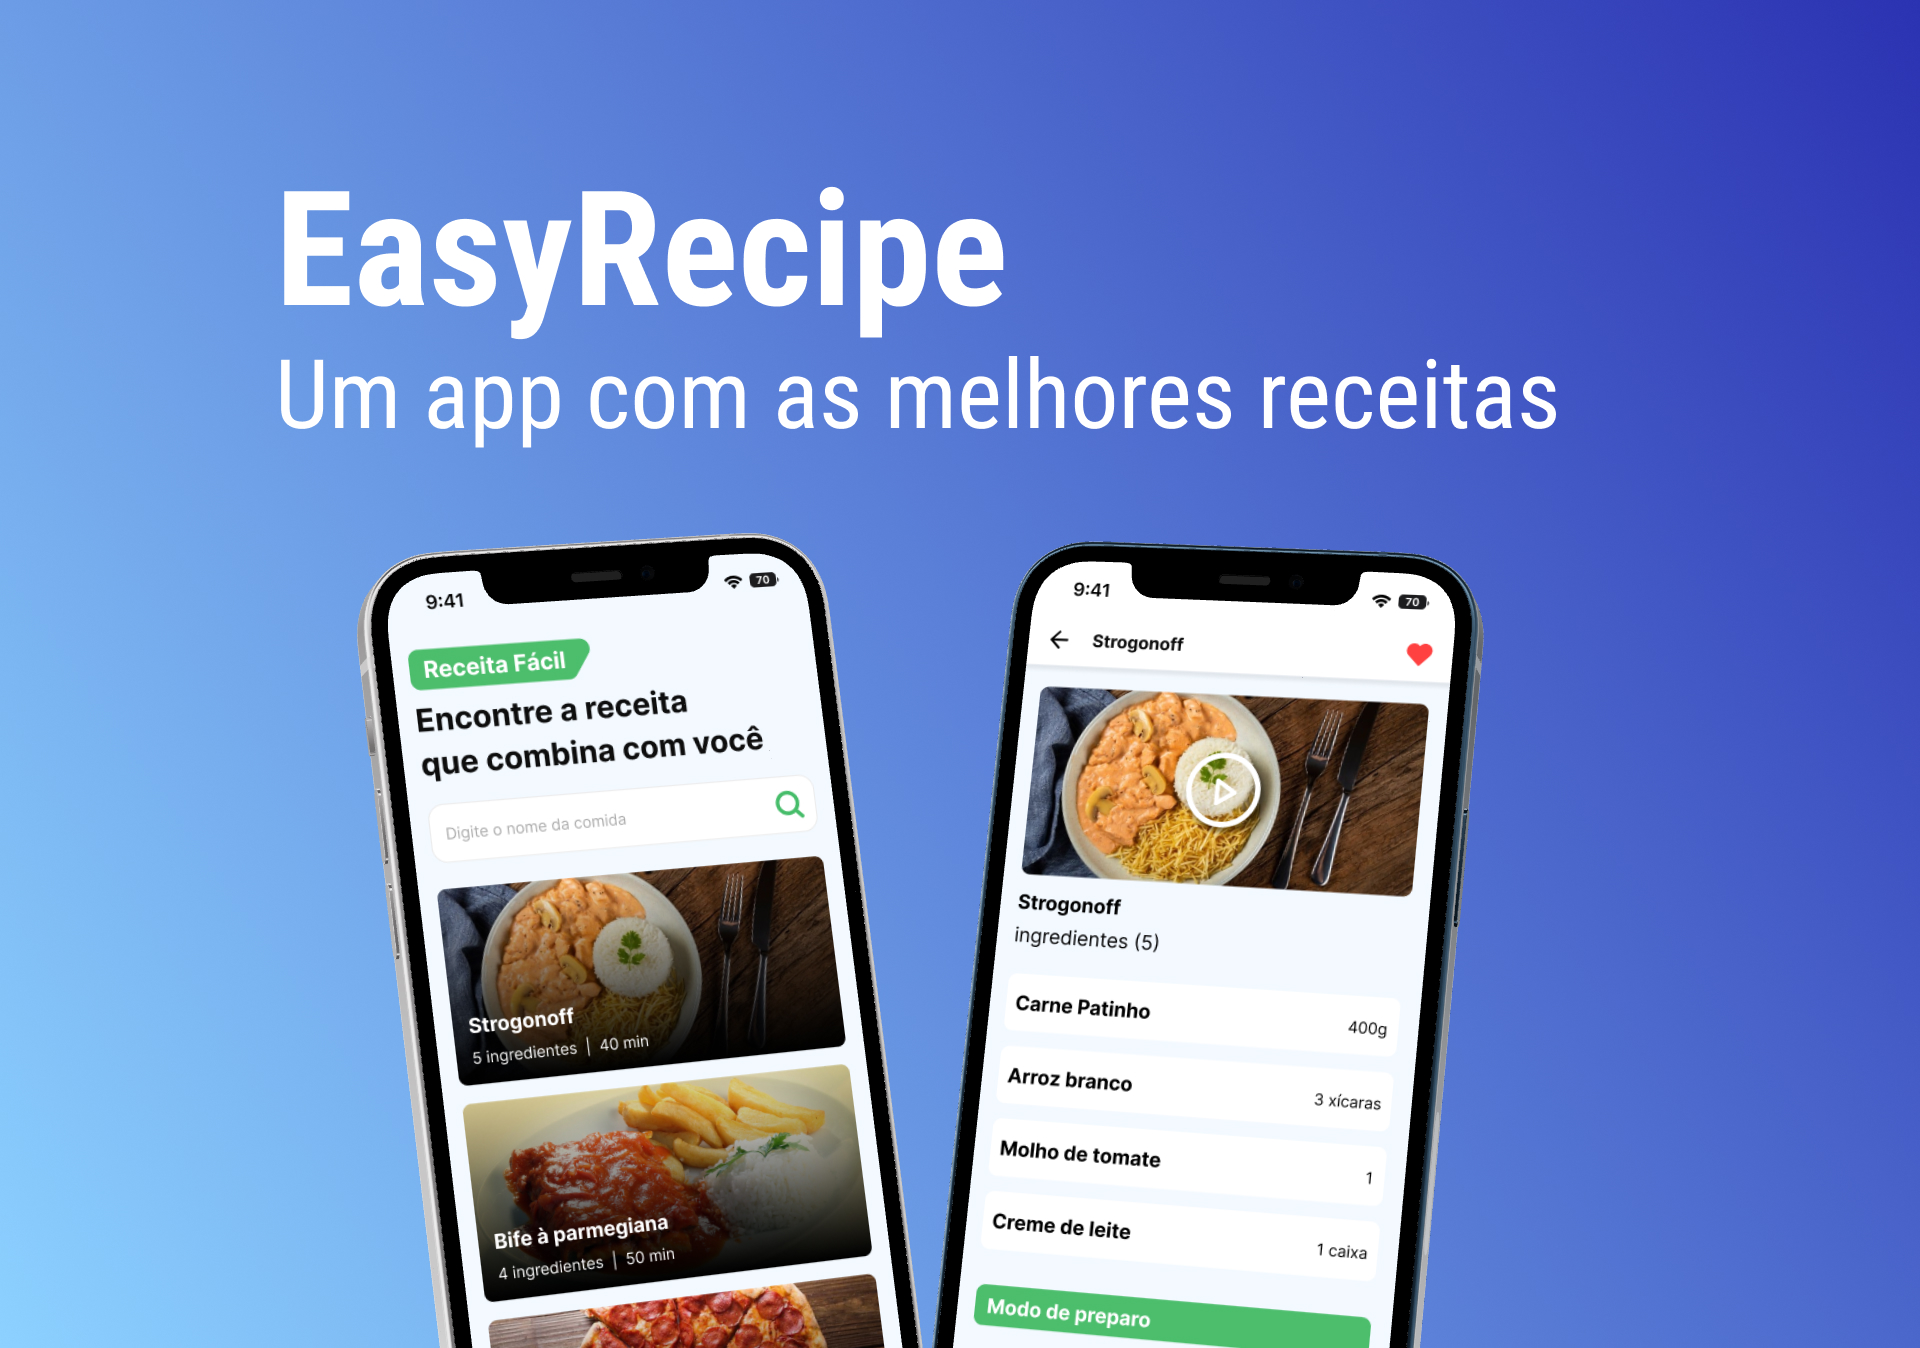 EasyRecipe
Um app com as melhores receitas
9:41
70
Receita Fácil
Encontre a receita
que combina com você
Digite o nome da comida
Strogonoff
5 ingredientes | 40 min
Bife à parmegiana
4 ingredientes | 50 min
9:41
70
Strogonoff
Strogonoff
ingredientes (5)
Carne Patinho
400g
Arroz branco
3 xícaras
Molho de tomate
1
Creme de leite
1 caixa
Modo de preparo